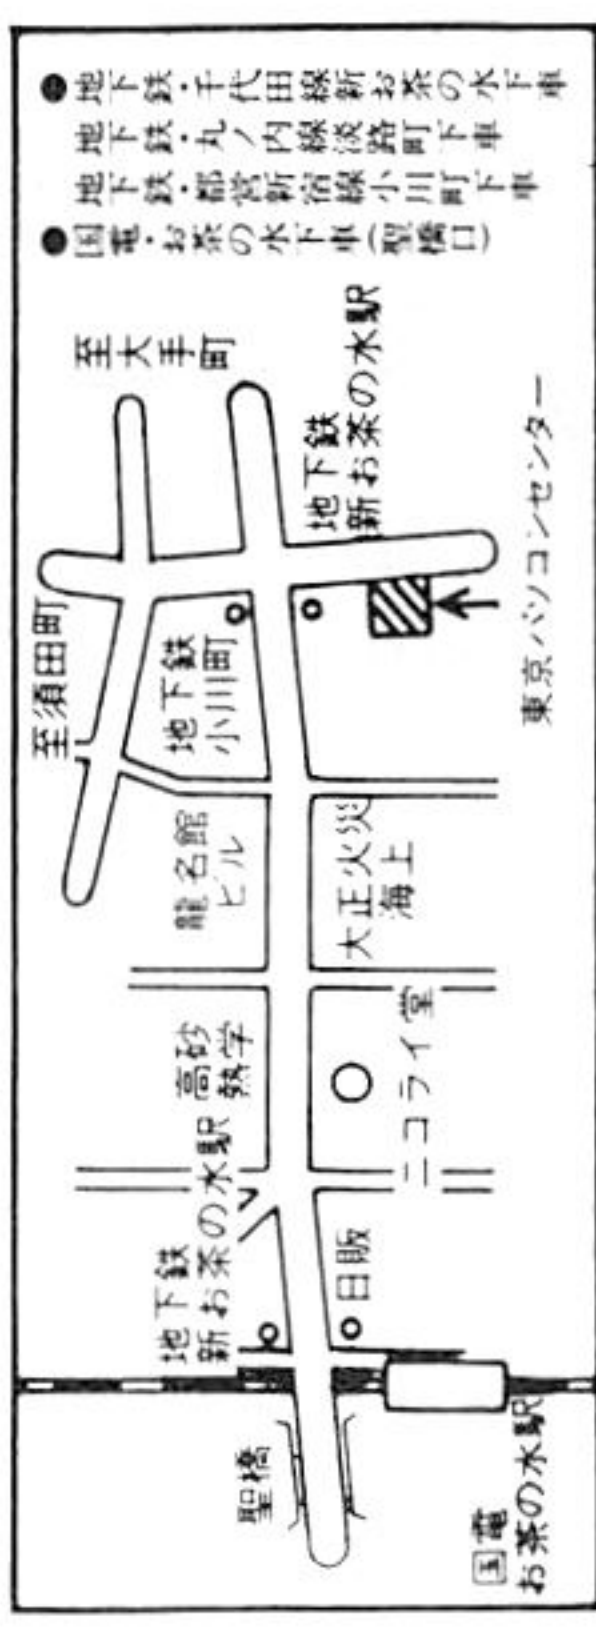 ●地下鉄・千代田線新お茶の水下車
地下鉄・丸ノ内線淡路町下車
地下鉄・都営新宿線小川町下車
●国電・お茶の水下車(聖橋口)
至大手町
地下鉄
新お茶の水駅
東京パソコンセンター
至須田町
地下鉄
小川町
龍名館
ビル
大正火災
海上
高砂
熱学
ニコライ堂
地下鉄
新お茶の水駅
日販
聖橋
国電
お茶の水駅